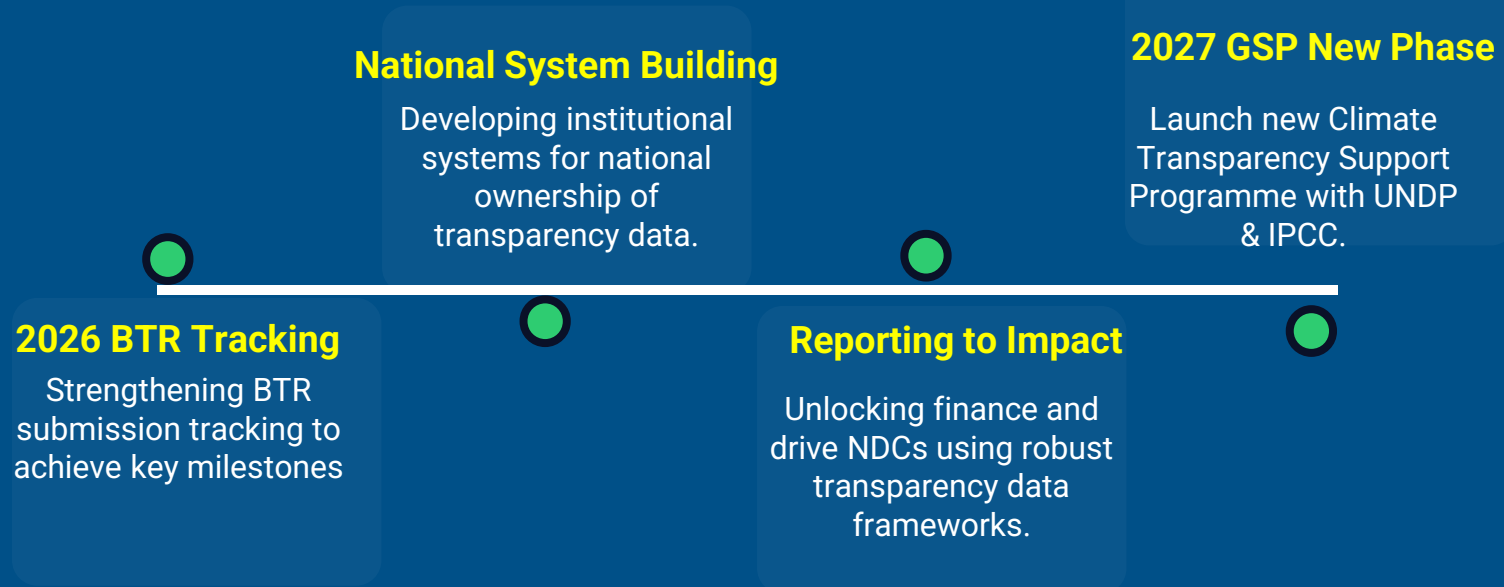 2026 BTR Tracking
Strengthening BTR
submission tracking to
achieve key milestones
National System Building
Developing institutional
systems for national
ownership of
transparency data.
Reporting to Impact
Unlocking finance and
drive NDCs using robust
transparency data
frameworks.
2027 GSP New Phase
Launch new Climate
Transparency Support
Programme with UNDP
& IPCC.